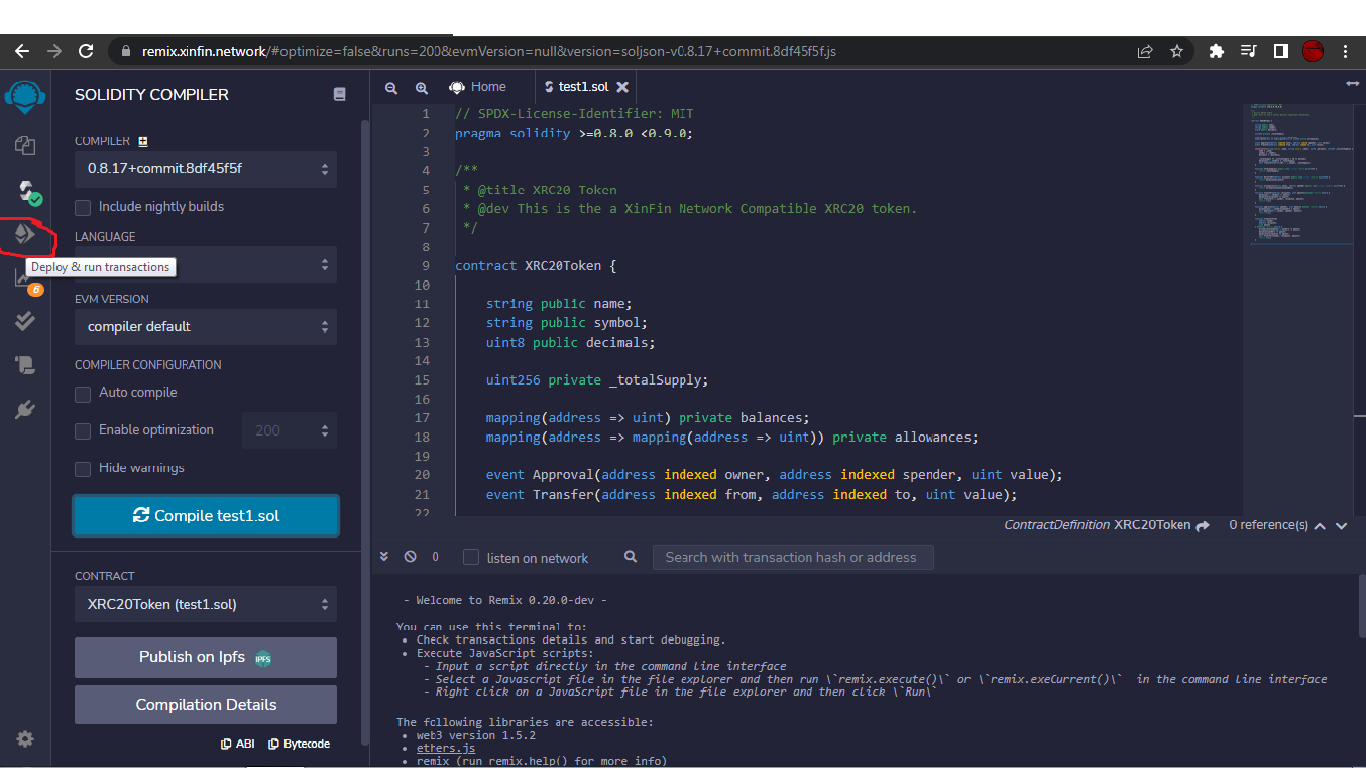 remix.xinfin.network/#optimize=false&runs=200&evmVersion=null&version=soljson-v0.8.17+commit.8df45f5f.js
SOLIDITY COMPILER
COMPILER
0.8.17+commit.8df45f5f
Include nightly builds
LANGUAGE
Deploy & run transactions
6
EVM VERSION
compiler default
COMPILER CONFIGURATION
Auto compile
Enable optimization 200
Hide warnings
Compile test1.sol
CONTRACT
XRC20Token (test1.sol)
Publish on Ipfs IPFS
Compilation Details
ABI Bytecode
Home test1.sol
1 // SPDX-License-Identifier: MIT
2 pragma solidity >=0.8.0 <0.9.0;
3
4 /**
5 * @title XRC20 Token
6 * @dev This is the a XinFin Network Compatible XRC20 token.
7 */
8
9 contract XRC20Token {
10
11 string public name;
12 string public symbol;
13 uint8 public decimals;
14
15 uint256 private _totalSupply;
16
17 mapping(address => uint) private balances;
18 mapping(address => mapping(address => uint)) private allowances;
19
20 event Approval(address indexed owner, address indexed spender, uint value);
21 event Transfer(address indexed from, address indexed to, uint value);
22
ContractDefinition XRC20Token 0 reference(s)
0 listen on network Search with transaction hash or address
- Welcome to Remix 0.20.0-dev -
You can use this terminal to:
• Check transactions details and start debugging.
• Execute JavaScript scripts:
- Input a script directly in the command line interface
- Select a Javascript file in the file explorer and then run \`remix.execute()\` or \`remix.exeCurrent()\` in the command line interface
- Right click on a JavaScript file in the file explorer and then click \`Run\`
The following libraries are accessible:
• web3 version 1.5.2
• ethers.js
• remix (run remix.help() for more info)